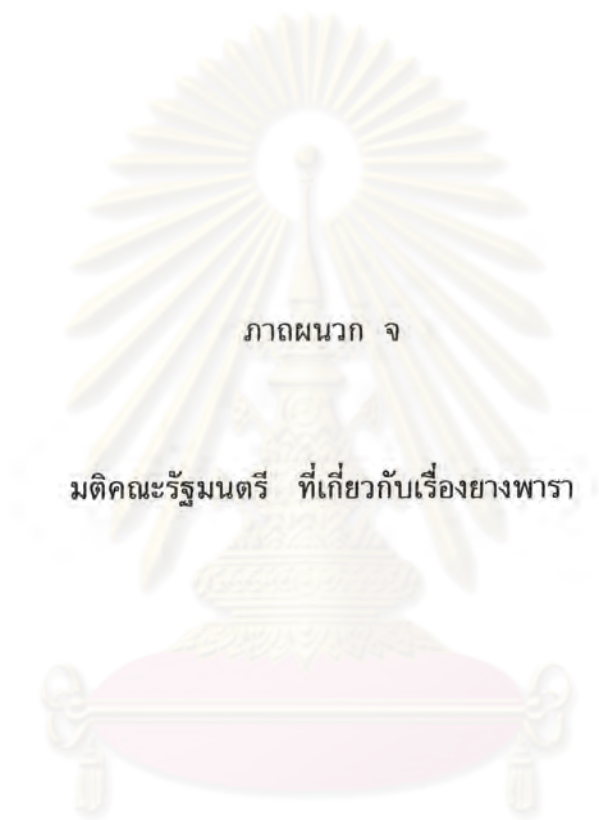 ภาถผนวก จ
มติคณะรัฐมนตรี ที่เกี่ยวกับเรื่องยางพารา